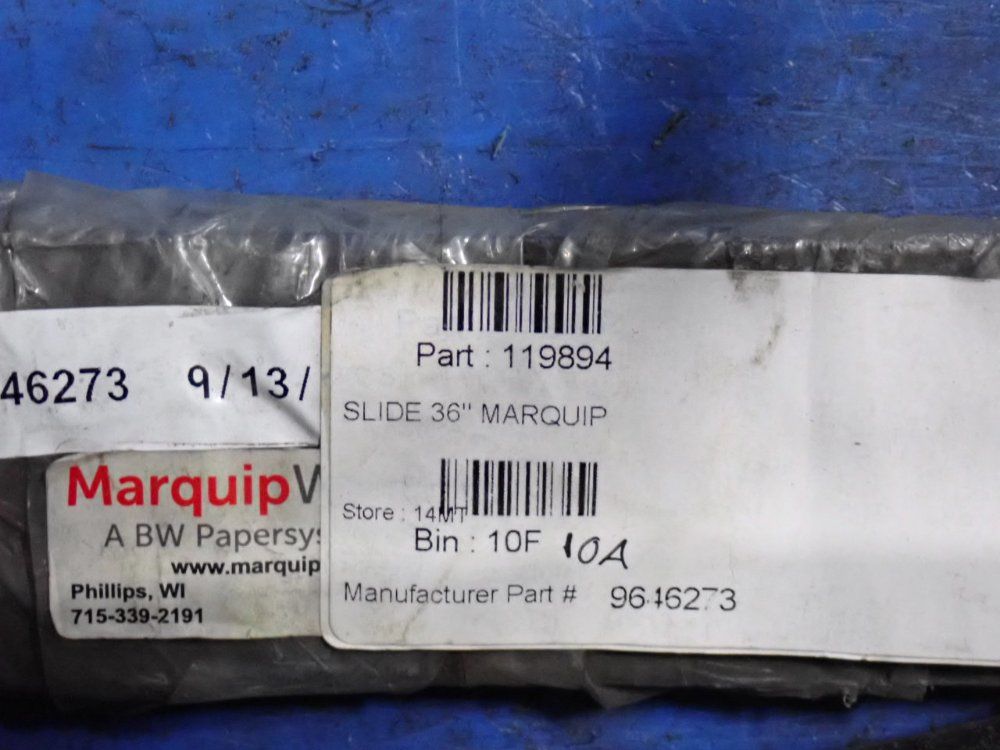 46273 9/13/
MarquipW
A BW Papersys
www.marquip
Phillips, WI
715-339-2191
Part : 119894
SLIDE 36" MARQUIP
Store : 14MT
Bin : 10F 10A
Manufacturer Part # 9646273